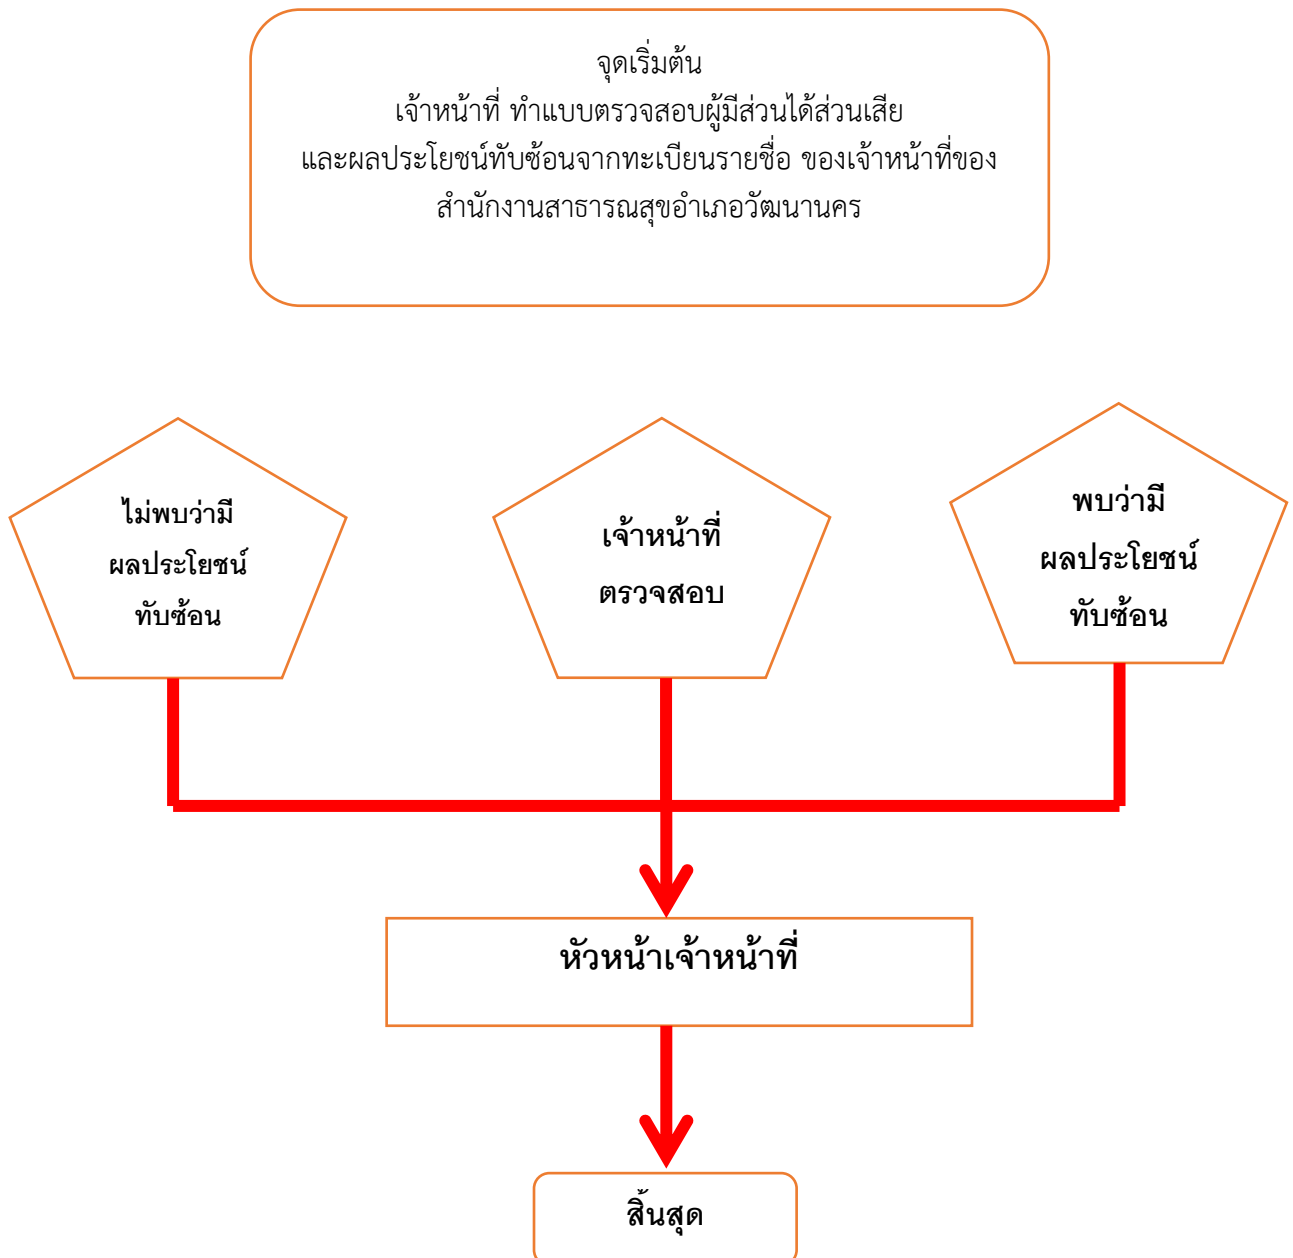 จุดเริ่มต้น
เจ้าหน้าที่ ทำแบบตรวจสอบผู้มีส่วนได้ส่วนเสีย
และผลประโยชน์ทับซ้อนจากทะเบียนรายชื่อ ของเจ้าหน้าที่ของ
สำนักงานสาธารณสุขอำเภอวัฒนานคร
ไม่พบว่ามี
ผลประโยชน์
ทับซ้อน
เจ้าหน้าที่
ตรวจสอบ
พบว่ามี
ผลประโยชน์
ทับซ้อน
หัวหน้าเจ้าหน้าที่
สิ้นสุด